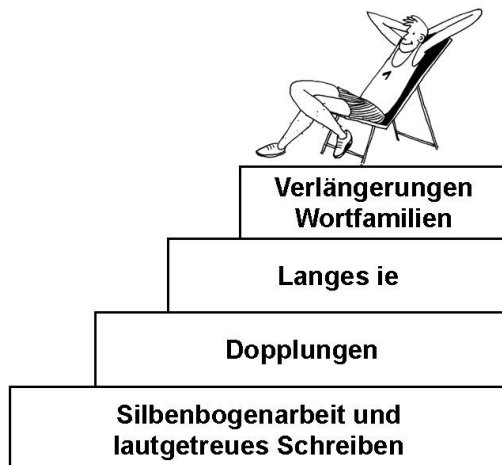 Verlängerungen
Wortfamilien
Langes ie
Dopplungen
Silbenbogenarbeit und
lautgetreues Schreiben